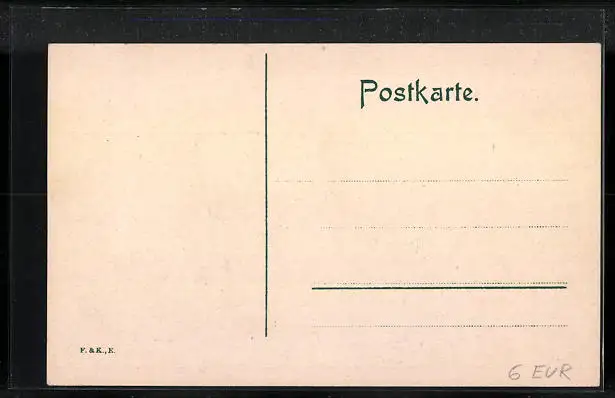 Postkarte.
F. & K., E.
6 EUR